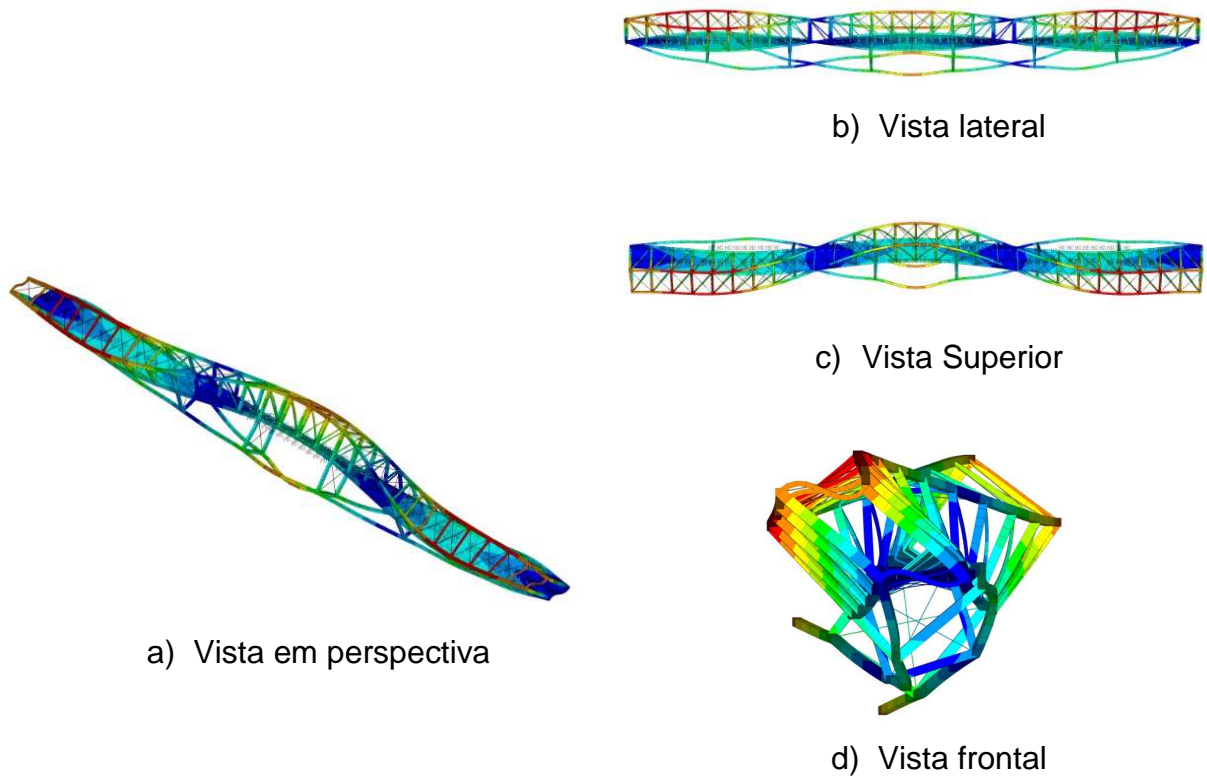 b) Vista lateral
c) Vista Superior
a) Vista em perspectiva
d) Vista frontal